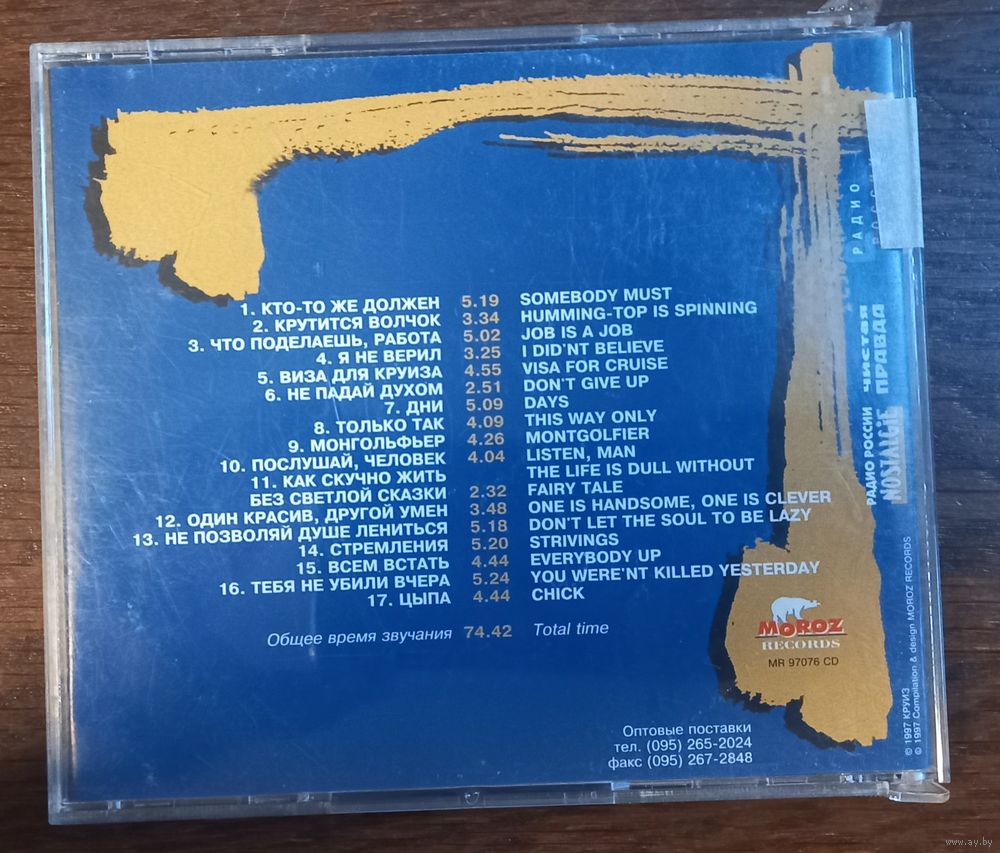 1. КТО-ТО ЖЕ ДОЛЖЕН 5.19 SOMEBODY MUST
2. КРУТИТСЯ ВОЛЧОК 3.34 HUMMING-TOP IS SPINNING
3. ЧТО ПОДЕЛАЕШЬ, РАБОТА 5.02 JOB IS A JOB
4. Я НЕ ВЕРИЛ 3.25 I DID'NT BELIEVE
5. ВИЗА ДЛЯ КРУИЗА 4.55 VISA FOR CRUISE
6. НЕ ПАДАЙ ДУХОМ 2.51 DON'T GIVE UP
7. ДНИ 5.09 DAYS
8. ТОЛЬКО ТАК 4.09 THIS WAY ONLY
9. МОНГОЛЬФЬЕР 4.26 MONTGOLFIER
10. ПОСЛУШАЙ, ЧЕЛОВЕК 4.04 LISTEN, MAN
11. КАК СКУЧНО ЖИТЬ THE LIFE IS DULL WITHOUT
БЕЗ СВЕТЛОЙ СКАЗКИ 2.32 FAIRY TALE
12. ОДИН КРАСИВ, ДРУГОЙ УМЕН 3.48 ONE IS HANDSOME, ONE IS CLEVER
13. НЕ ПОЗВОЛЯЙ ДУШЕ ЛЕНИТЬСЯ 5.18 DON'T LET THE SOUL TO BE LAZY
14. СТРЕМЛЕНИЯ 5.20 STRIVINGS
15. ВСЕМ ВСТАТЬ 4.44 EVERYBODY UP
16. ТЕБЯ НЕ УБИЛИ ВЧЕРА 5.24 YOU WERE'NT KILLED YESTERDAY
17. ЦЫПА 4.44 CHICK
Общее время звучания 74.42 Total time
MOROZ
RECORDS
MR 97076 CD
Оптовые поставки
тел. (095) 265-2024
факс (095) 267-2848
РАДИО
РАДИО РОССИИ
NOSTALGIE
ЧИСТАЯ
ПРАВДА
© 1997 КРУИЗ
© 1997 Compilation & design MOROZ RECORDS
www.ay.by